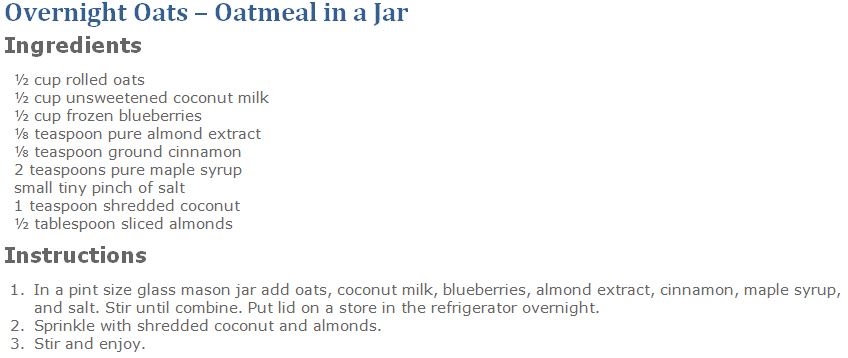 Overnight Oats – Oatmeal in a Jar
Ingredients
½ cup rolled oats
½ cup unsweetened coconut milk
½ cup frozen blueberries
⅛ teaspoon pure almond extract
⅛ teaspoon ground cinnamon
2 teaspoons pure maple syrup
small tiny pinch of salt
1 teaspoon shredded coconut
½ tablespoon sliced almonds
Instructions
1. In a pint size glass mason jar add oats, coconut milk, blueberries, almond extract, cinnamon, maple syrup,
and salt. Stir until combine. Put lid on a store in the refrigerator overnight.
2. Sprinkle with shredded coconut and almonds.
3. Stir and enjoy.